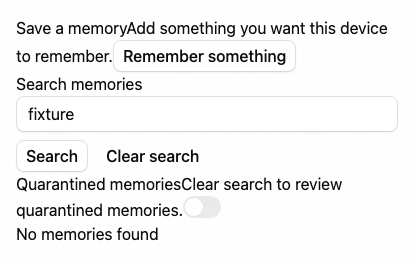 Save a memoryAdd something you want this device
to remember. Remember something
Search memories
fixture
Search Clear search
Quarantined memoriesClear search to review
quarantined memories.
No memories found